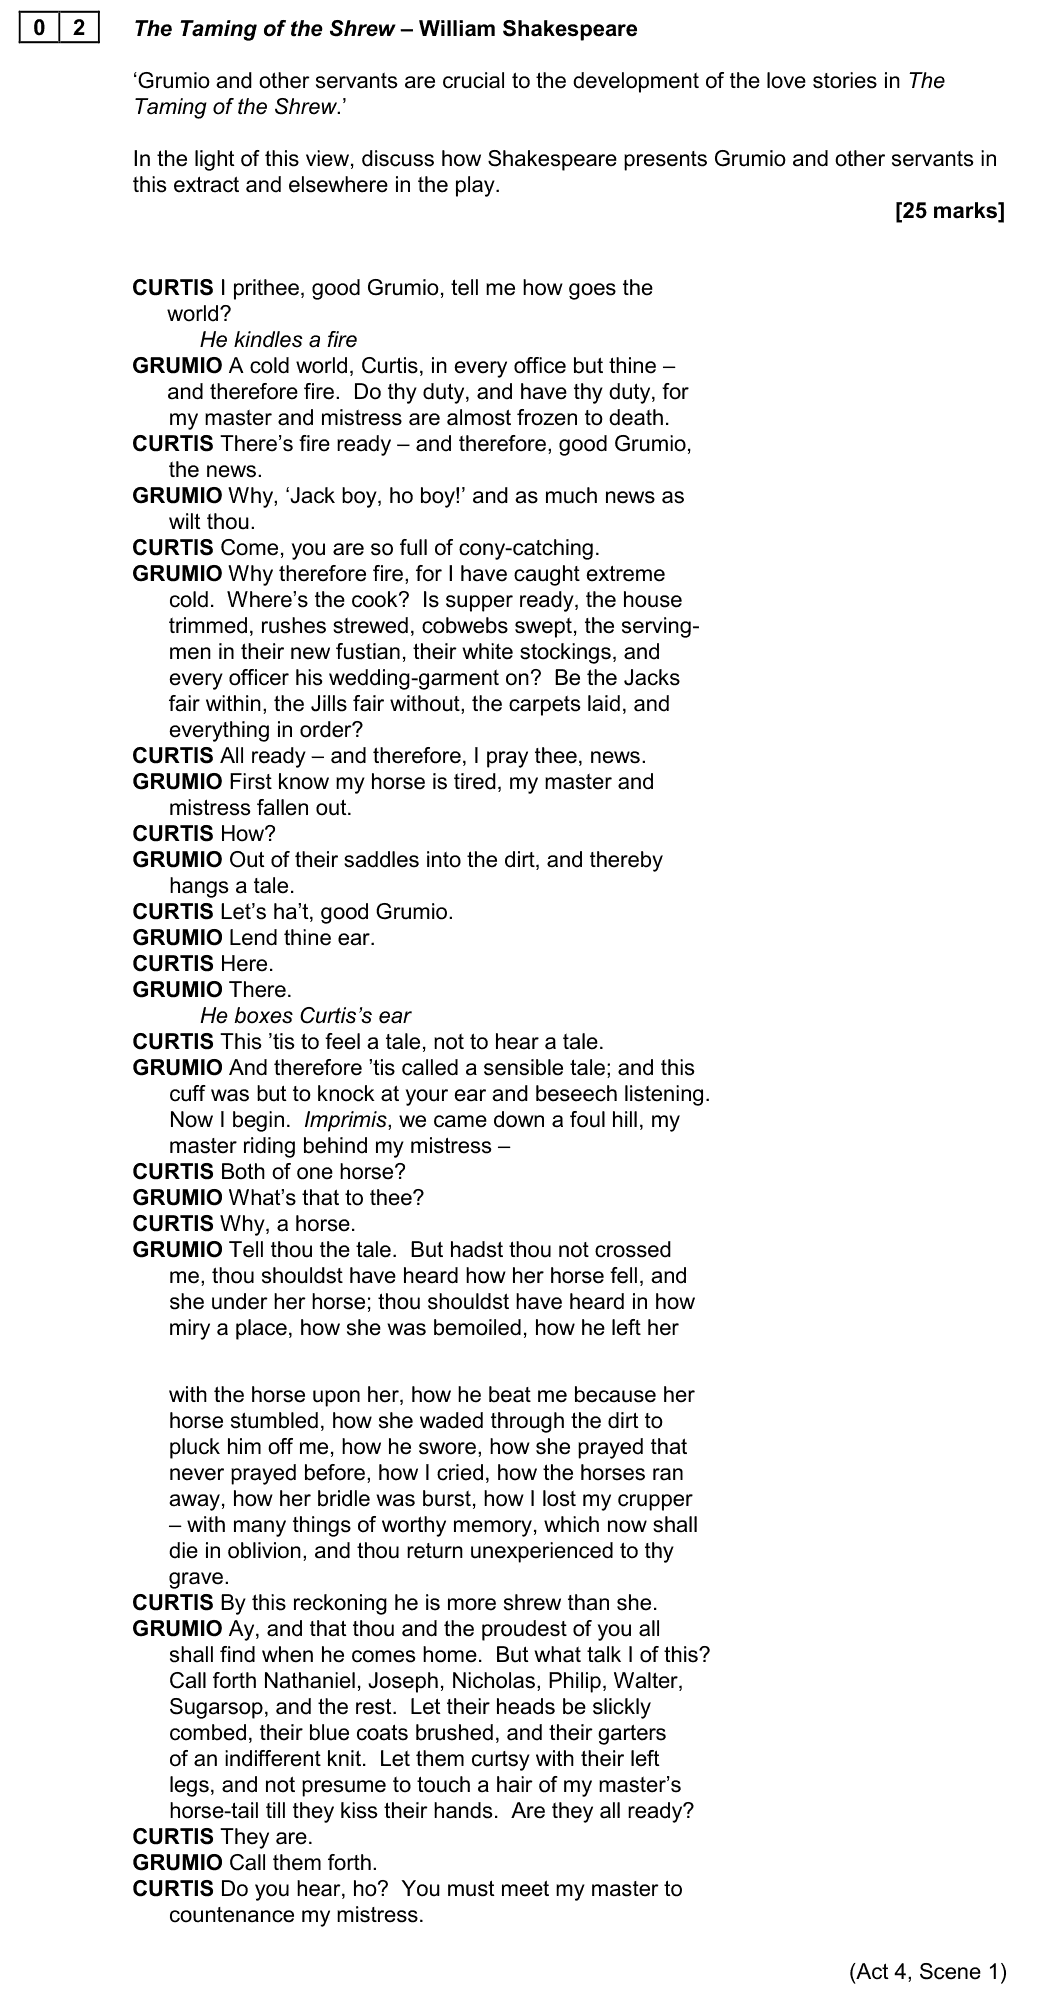 0 2 The Taming of the Shrew – William Shakespeare
‘Grumio and other servants are crucial to the development of the love stories in The
Taming of the Shrew.’
In the light of this view, discuss how Shakespeare presents Grumio and other servants in
this extract and elsewhere in the play.
[25 marks]
CURTIS I prithee, good Grumio, tell me how goes the
world?
He kindles a fire
GRUMIO A cold world, Curtis, in every office but thine –
and therefore fire. Do thy duty, and have thy duty, for
my master and mistress are almost frozen to death.
CURTIS There’s fire ready – and therefore, good Grumio,
the news.
GRUMIO Why, ‘Jack boy, ho boy!’ and as much news as
wilt thou.
CURTIS Come, you are so full of cony-catching.
GRUMIO Why therefore fire, for I have caught extreme
cold. Where’s the cook? Is supper ready, the house
trimmed, rushes strewed, cobwebs swept, the serving-
men in their new fustian, their white stockings, and
every officer his wedding-garment on? Be the Jacks
fair within, the Jills fair without, the carpets laid, and
everything in order?
CURTIS All ready – and therefore, I pray thee, news.
GRUMIO First know my horse is tired, my master and
mistress fallen out.
CURTIS How?
GRUMIO Out of their saddles into the dirt, and thereby
hangs a tale.
CURTIS Let’s ha’t, good Grumio.
GRUMIO Lend thine ear.
CURTIS Here.
GRUMIO There.
He boxes Curtis’s ear
CURTIS This ’tis to feel a tale, not to hear a tale.
GRUMIO And therefore ’tis called a sensible tale; and this
cuff was but to knock at your ear and beseech listening.
Now I begin. Imprimis, we came down a foul hill, my
master riding behind my mistress –
CURTIS Both of one horse?
GRUMIO What’s that to thee?
CURTIS Why, a horse.
GRUMIO Tell thou the tale. But hadst thou not crossed
me, thou shouldst have heard how her horse fell, and
she under her horse; thou shouldst have heard in how
miry a place, how she was bemoiled, how he left her
with the horse upon her, how he beat me because her
horse stumbled, how she waded through the dirt to
pluck him off me, how he swore, how she prayed that
never prayed before, how I cried, how the horses ran
away, how her bridle was burst, how I lost my crupper
– with many things of worthy memory, which now shall
die in oblivion, and thou return unexperienced to thy
grave.
CURTIS By this reckoning he is more shrew than she.
GRUMIO Ay, and that thou and the proudest of you all
shall find when he comes home. But what talk I of this?
Call forth Nathaniel, Joseph, Nicholas, Philip, Walter,
Sugarsop, and the rest. Let their heads be slickly
combed, their blue coats brushed, and their garters
of an indifferent knit. Let them curtsy with their left
legs, and not presume to touch a hair of my master’s
horse-tail till they kiss their hands. Are they all ready?
CURTIS They are.
GRUMIO Call them forth.
CURTIS Do you hear, ho? You must meet my master to
countenance my mistress.
(Act 4, Scene 1)